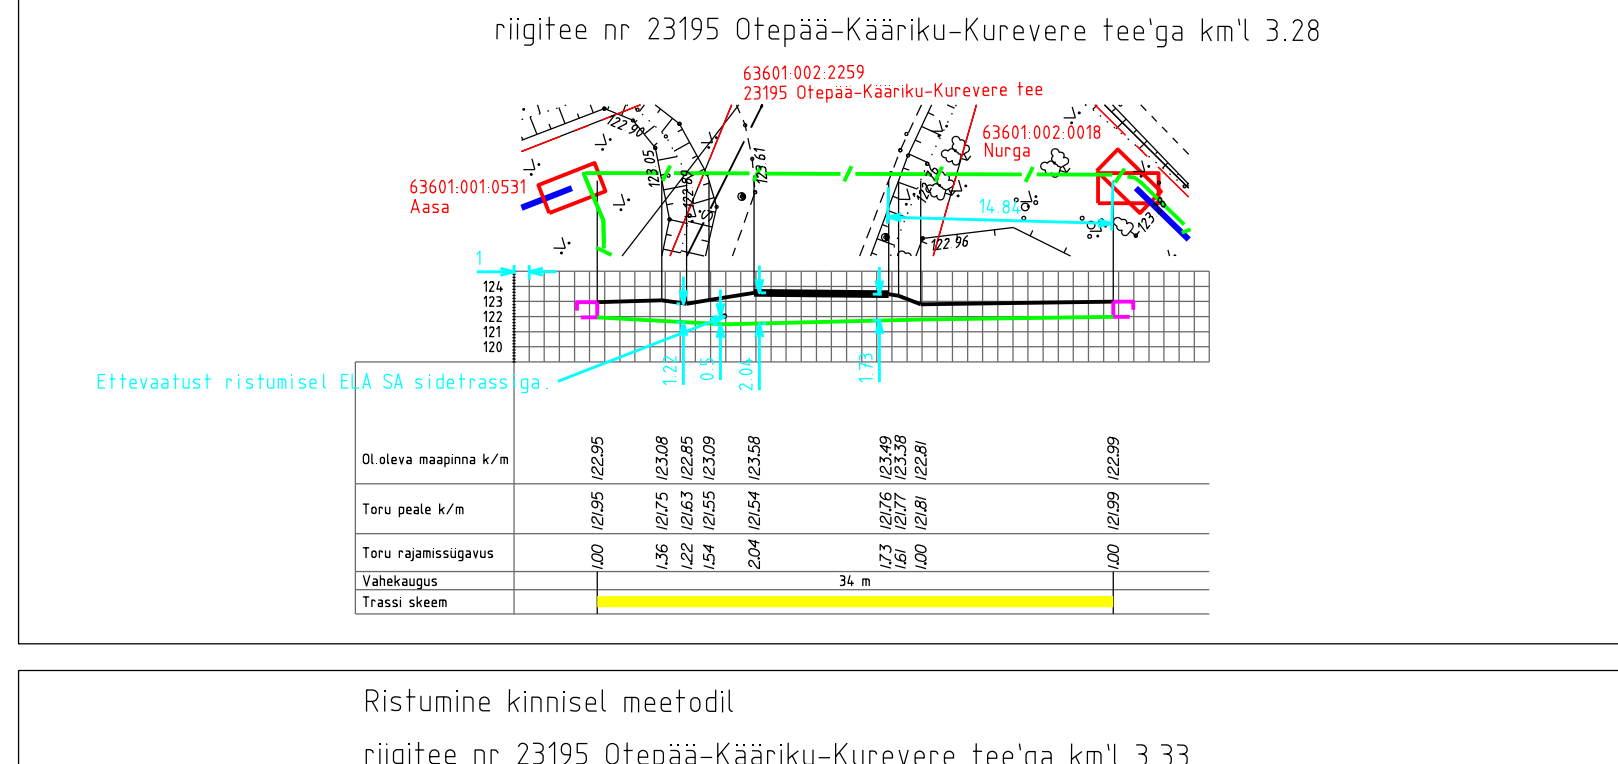 riigitee nr 23195 Otepää-Kääriku-Kurevere tee'ga km'l 3.28
63601:002:2259
23195 Otepää-Kääriku-Kurevere tee
63601:002:0018
Nurga
63601:001:0531
Aasa
122.90
123.05
122.69
123.61
122.96
14.84
1
124
123
122
121
120
1.22
0.5
2.04
1.73
Ettevaatust ristumisel ELA SA sidetrassiga.
Ol.oleva maapinna k/m 122.95 123.08 122.85 123.09 123.58 123.49 123.38 122.81 122.99
Toru peale k/m 121.95 121.75 121.63 121.55 121.54 121.76 121.77 121.81 121.99
Toru rajamissügavus 1.00 1.36 1.22 1.54 2.04 1.73 1.61 1.00 1.00
Vahekaugus 34 m
Trassi skeem
Ristumine kinnisel meetodil
riigitee nr 23195 Otepää-Kääriku-Kurevere tee'ga km'l 3.33